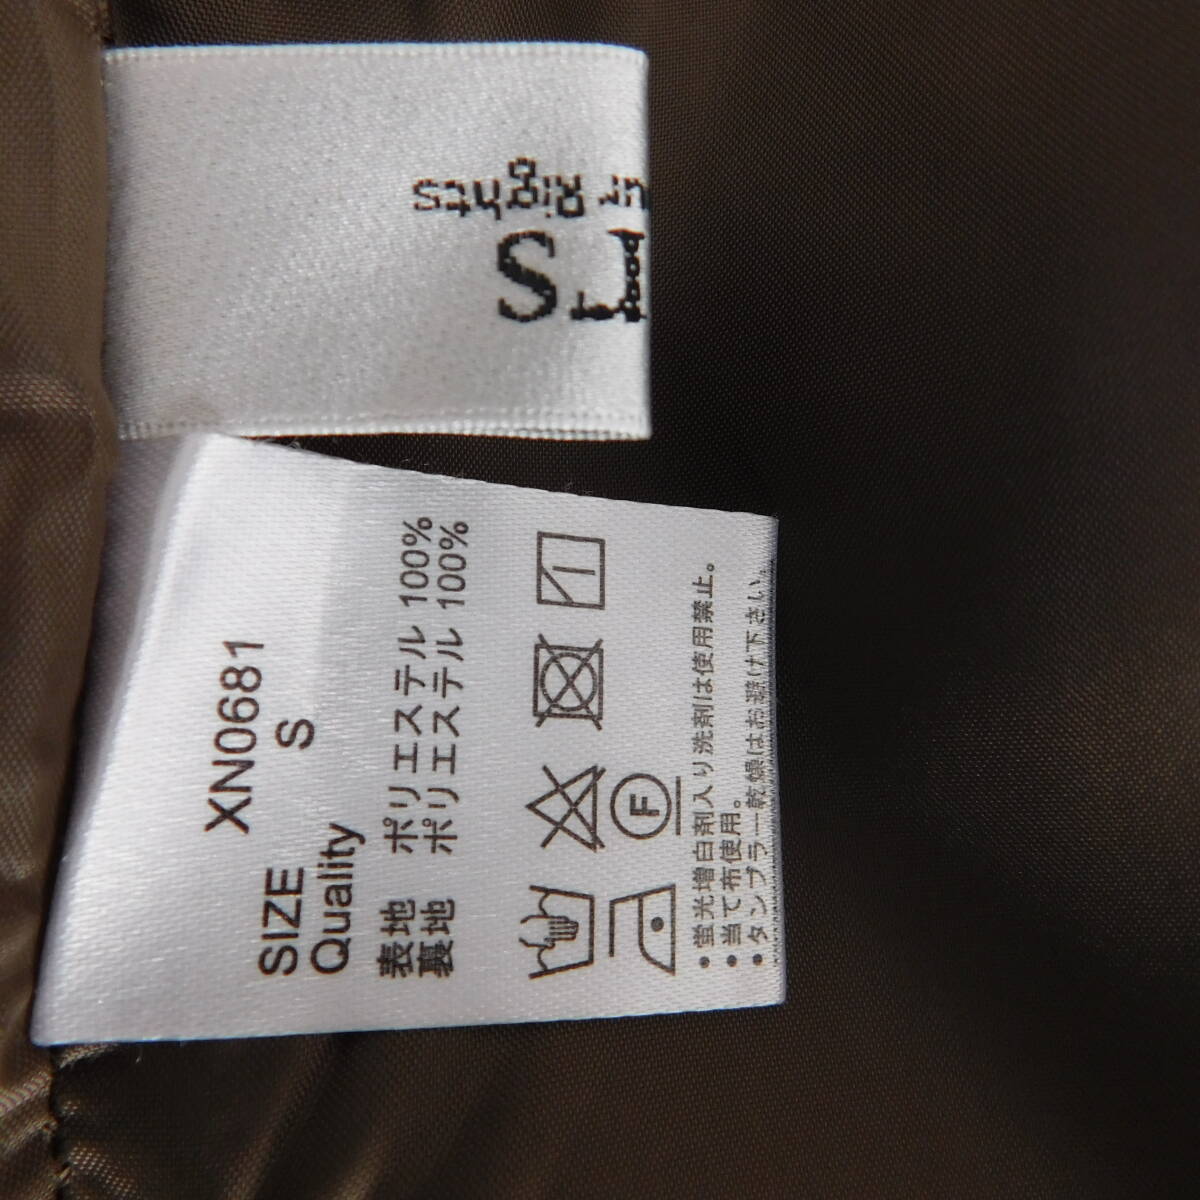 XN0681
SIZE S
Quality
表地 ポリエステル 100%
裏地 ポリエステル 100%
F
•蛍光増白剤入り洗剤は使用禁止。
•当て布使用。
•タンブラー乾燥はお避け下さい。